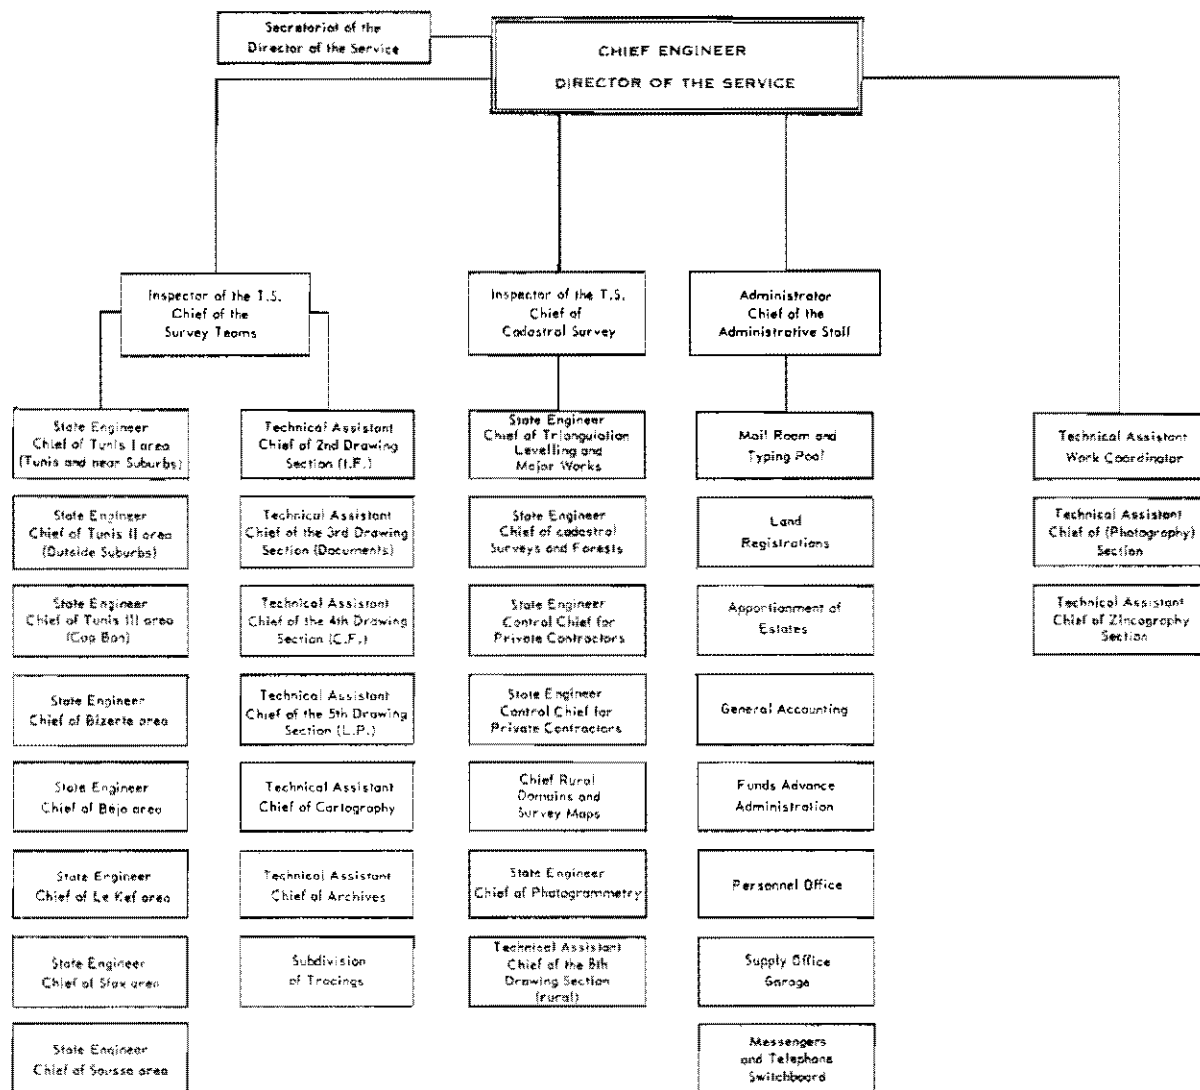 Secretariat of the
Director of the Service
CHIEF ENGINEER
DIRECTOR OF THE SERVICE
Inspector of the T.S.
Chief of the
Survey Teams
Inspector of the T.S.
Chief of
Cadastral Survey
Administrator
Chief of the
Administrative Staff
State Engineer
Chief of Tunis I area
(Tunis and near Suburbs)
State Engineer
Chief of Tunis II area
(Outside Suburbs)
State Engineer
Chief of Tunis III area
(Cap Bon)
State Engineer
Chief of Bizerte area
State Engineer
Chief of Béja area
State Engineer
Chief of Le Kef area
State Engineer
Chief of Sfax area
State Engineer
Chief of Sousse area
Technical Assistant
Chief of 2nd Drawing
Section (I.F.)
Technical Assistant
Chief of the 3rd Drawing
Section (Documents)
Technical Assistant
Chief of the 4th Drawing
Section (C.F.)
Technical Assistant
Chief of the 5th Drawing
Section (L.P.)
Technical Assistant
Chief of Cartography
Technical Assistant
Chief of Archives
Subdivision
of Tracings
State Engineer
Chief of Triangulation
Levelling and
Major Works
State Engineer
Chief of cadastral
Surveys and Forests
State Engineer
Control Chief for
Private Contractors
State Engineer
Control Chief for
Private Contractors
Chief Rural
Domains and
Survey Maps
State Engineer
Chief of Photogrammetry
Technical Assistant
Chief of the 8th
Drawing Section
(rural)
Mail Room and
Typing Pool
Land
Registrations
Apportionment of
Estates
General Accounting
Funds Advance
Administration
Personnel Office
Supply Office
Garage
Messengers
and Telephone
Switchboard
Technical Assistant
Work Coordinator
Technical Assistant
Chief of (Photography)
Section
Technical Assistant
Chief of Zincography
Section